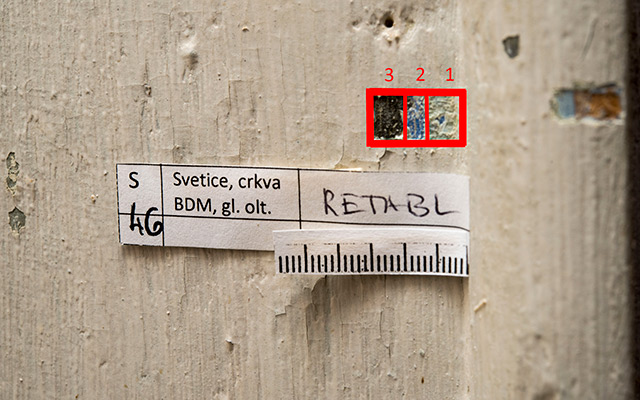 3 2 1
S
46
Svetice, crkva
BDM, gl. olt.
RETABL